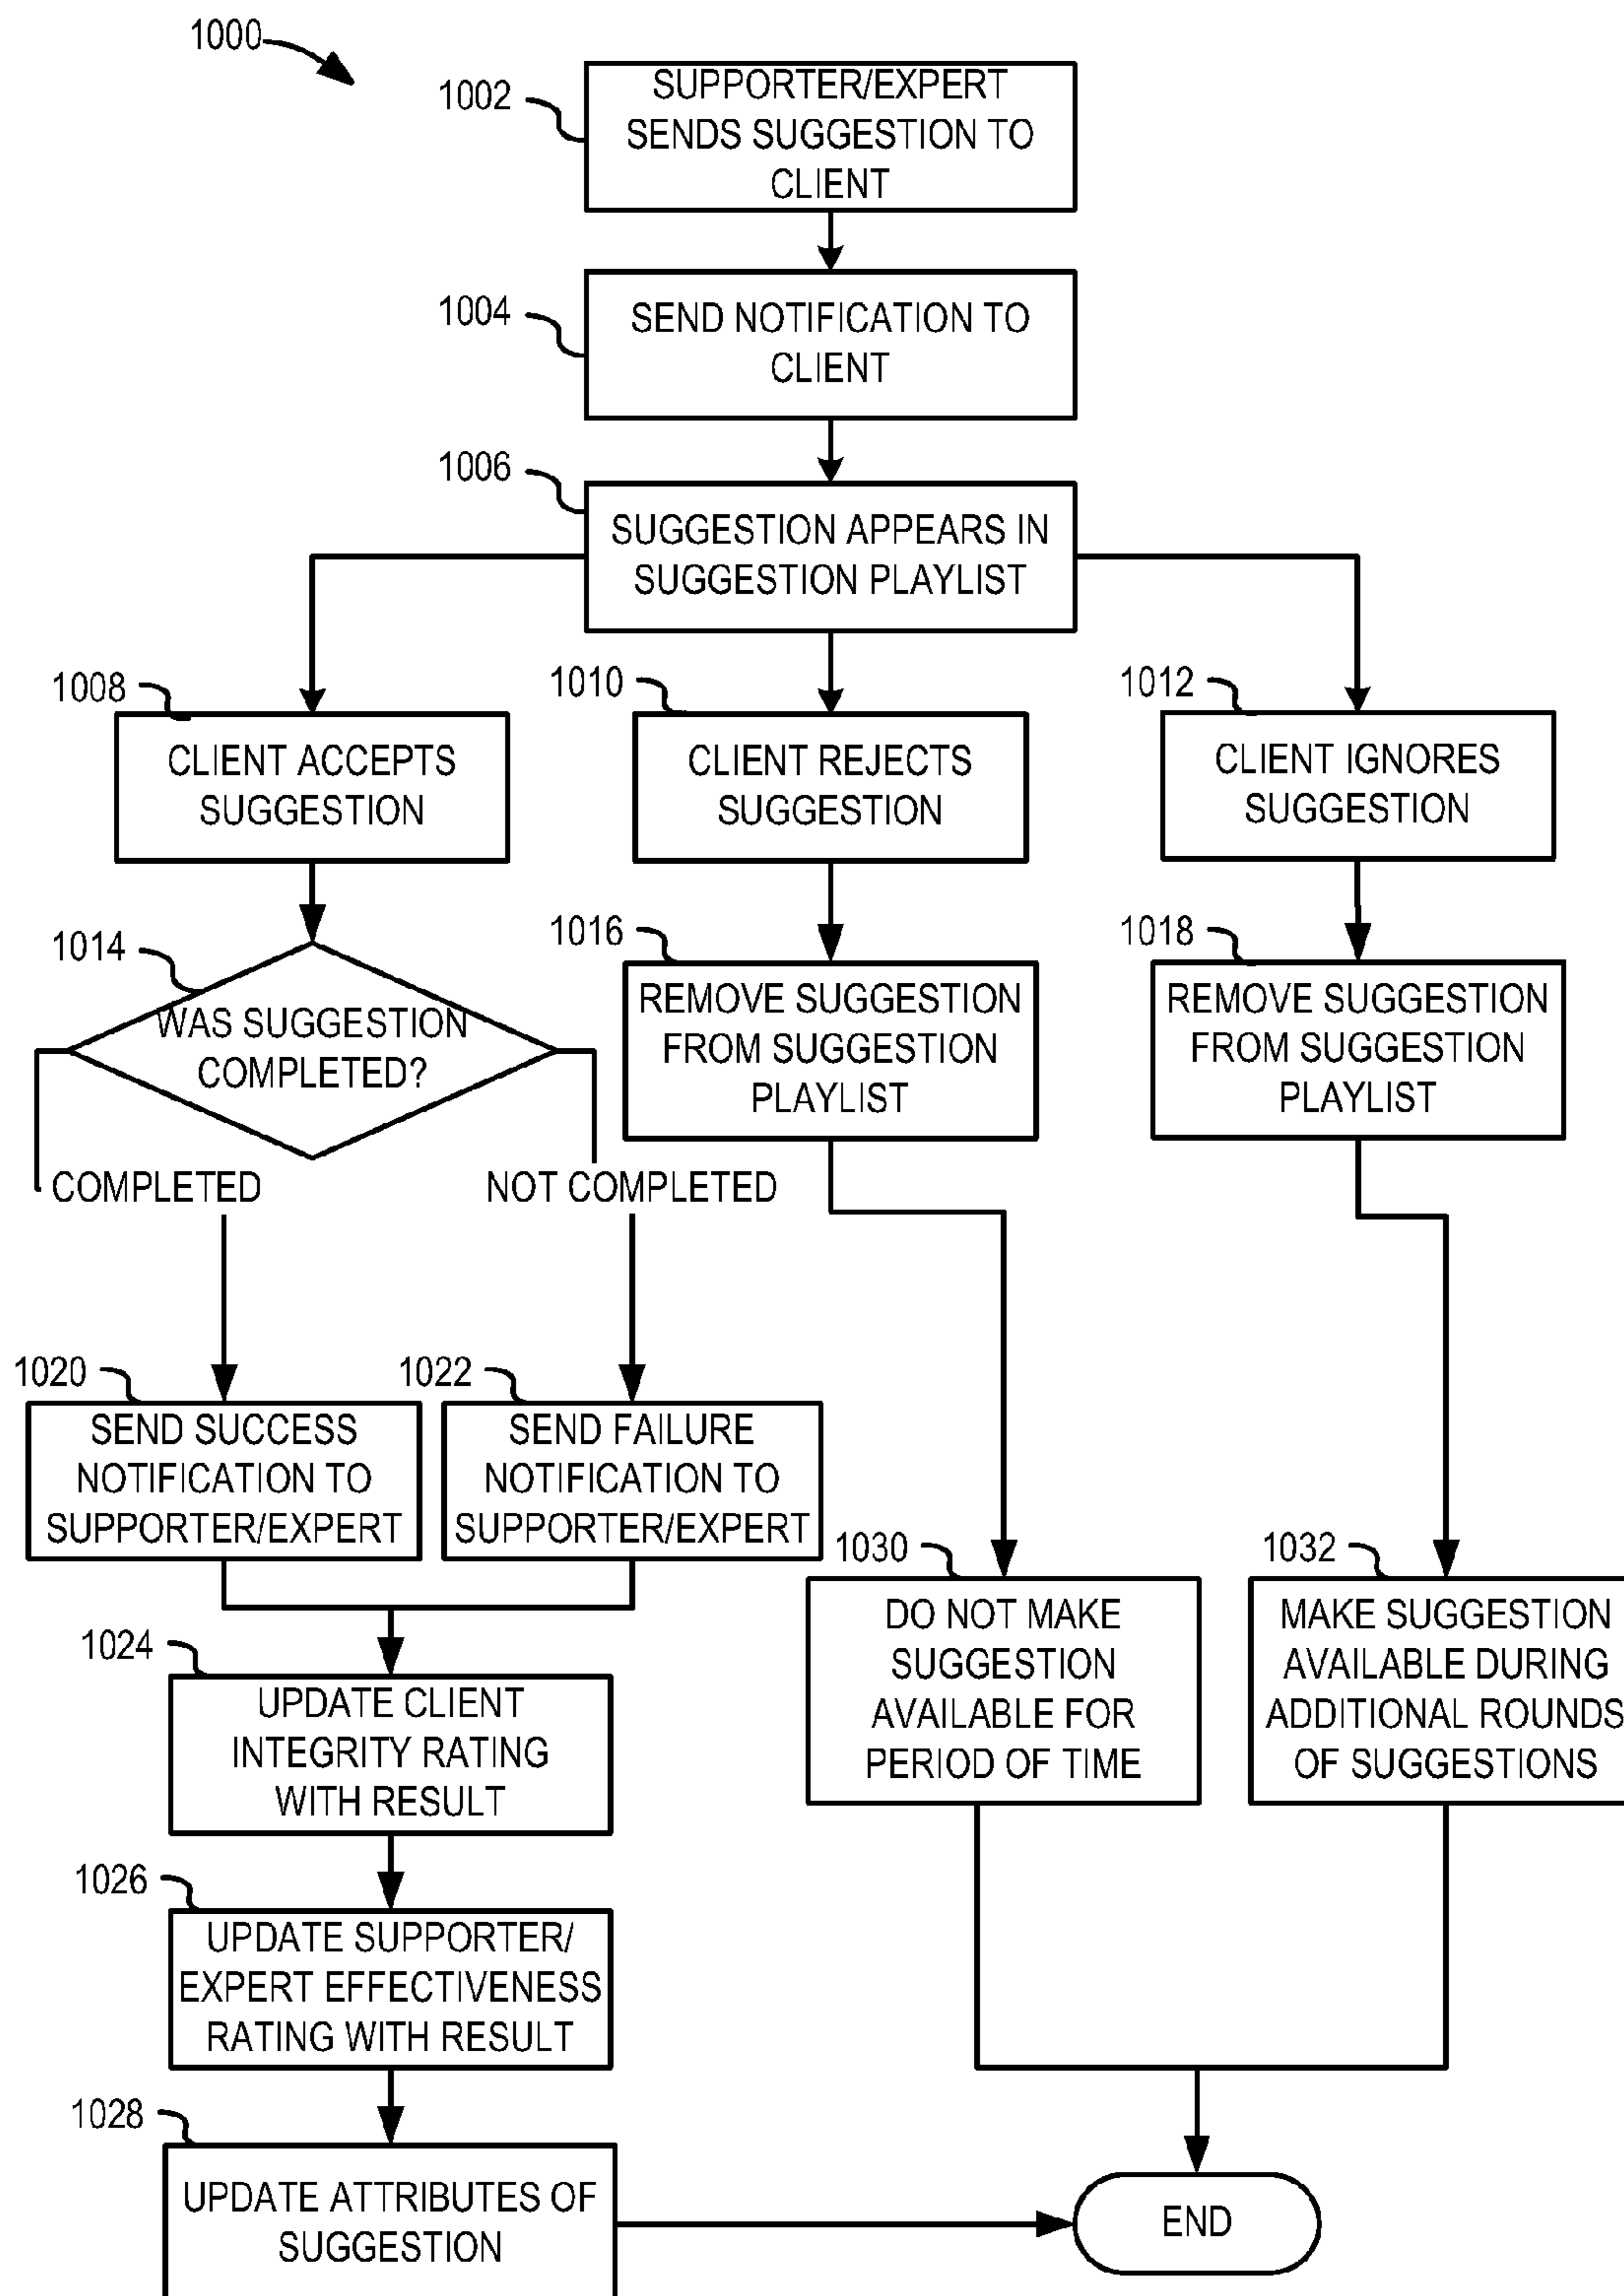 1000
1002
SUPPORTER/EXPERT
SENDS SUGGESTION TO
CLIENT
1004
SEND NOTIFICATION TO
CLIENT
1006
SUGGESTION APPEARS IN
SUGGESTION PLAYLIST
1008
CLIENT ACCEPTS
SUGGESTION
1010
CLIENT REJECTS
SUGGESTION
1012
CLIENT IGNORES
SUGGESTION
1014
WAS SUGGESTION
COMPLETED?
1016
REMOVE SUGGESTION
FROM SUGGESTION
PLAYLIST
1018
REMOVE SUGGESTION
FROM SUGGESTION
PLAYLIST
COMPLETED
NOT COMPLETED
1020
SEND SUCCESS
NOTIFICATION TO
SUPPORTER/EXPERT
1022
SEND FAILURE
NOTIFICATION TO
SUPPORTER/EXPERT
1030
DO NOT MAKE
SUGGESTION
AVAILABLE FOR
PERIOD OF TIME
1032
MAKE SUGGESTION
AVAILABLE DURING
ADDITIONAL ROUNDS
OF SUGGESTIONS
1024
UPDATE CLIENT
INTEGRITY RATING
WITH RESULT
1026
UPDATE SUPPORTER/
EXPERT EFFECTIVENESS
RATING WITH RESULT
1028
UPDATE ATTRIBUTES OF
SUGGESTION
END